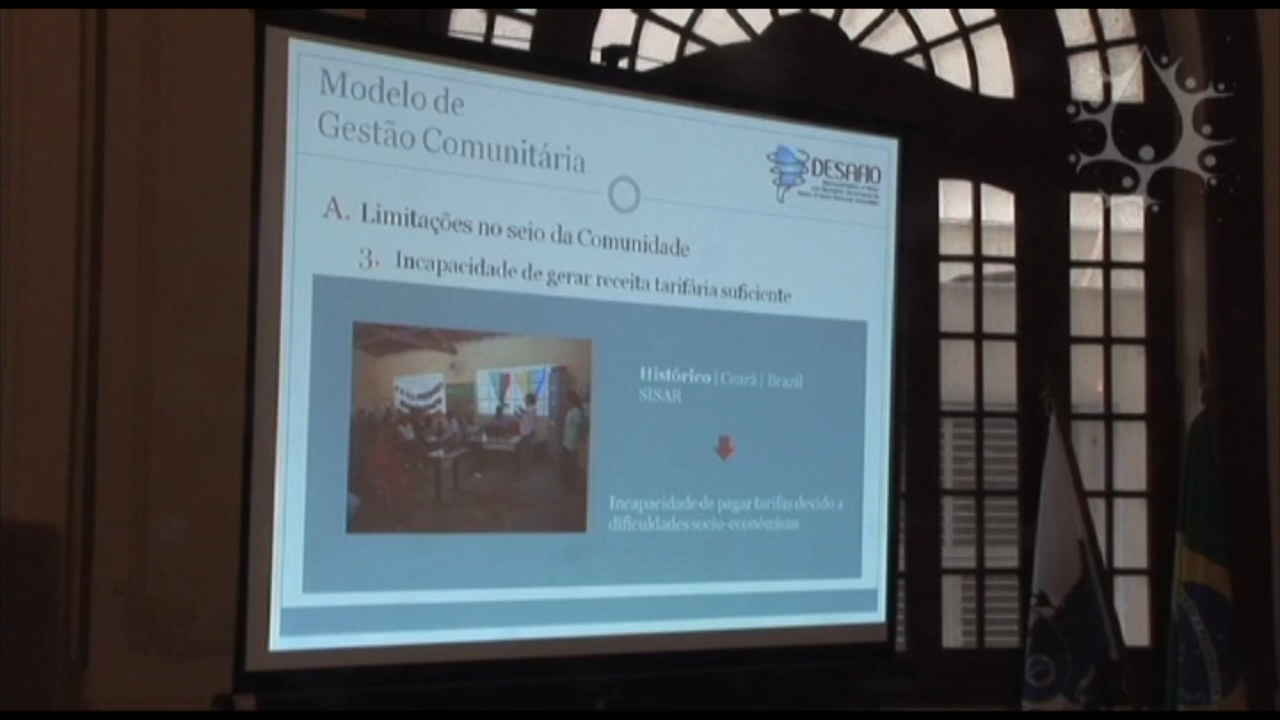 Modelo de
Gestão Comunitária
DESAFIO
A. Limitações no seio da Comunidade
3. Incapacidade de gerar receita tarifária suficiente
Histórico | Ceará | Brazil
SISAR
Incapacidade de pagar tarifas devido a
dificuldades socio-económicas